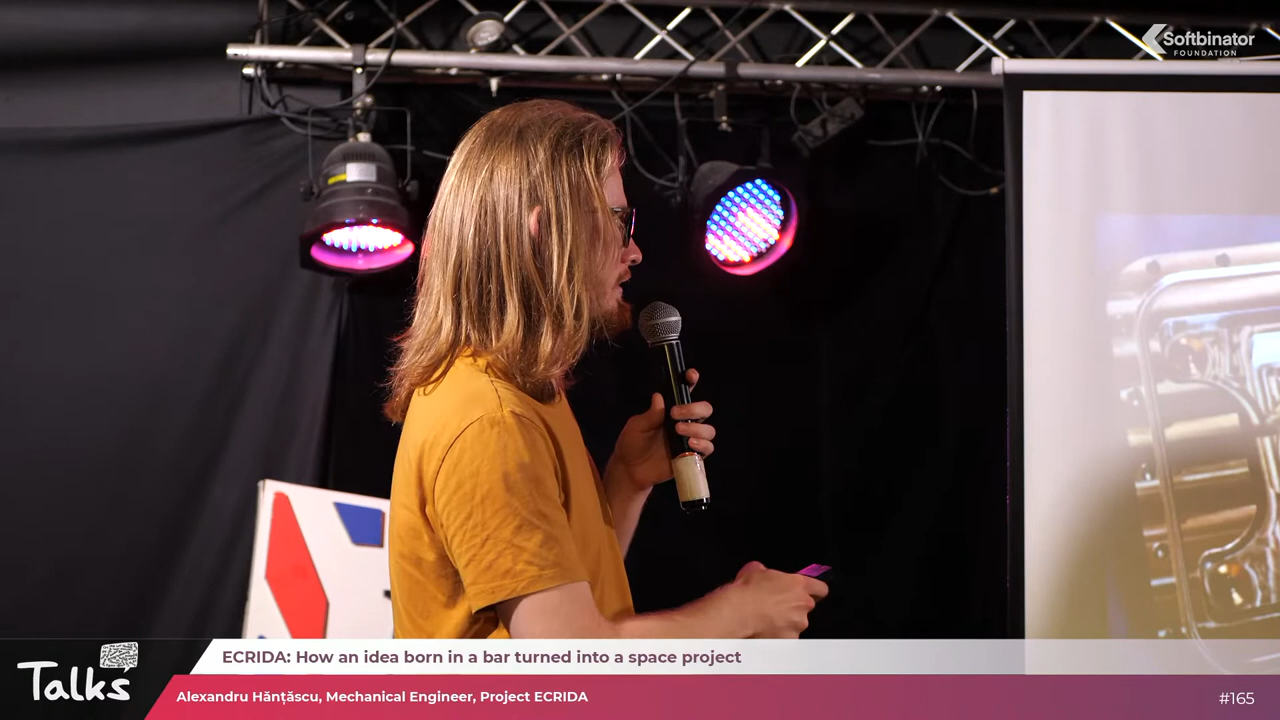 Softbinator
FOUNDATION
Talks
ECRIDA: How an idea born in a bar turned into a space project
Alexandru Hănțăscu, Mechanical Engineer, Project ECRIDA
#165